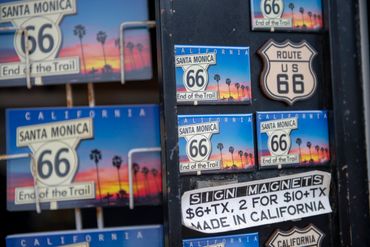 SANTA MONICA
66
End of the Trail
CALIFORNIA
SANTA MONICA
66
End of the Trail
CALIFORNIA
SANTA MONICA
66
End of the Trail
CALIFORNIA
SANTA MONICA
66
End of the Trail
CALIFORNIA
66
End of the Trail
ROUTE
US
66
CALIFORNIA
SANTA MONICA
66
End of the Trail
CALIFORNIA
SANTA MONICA
66
End of the Trail
SIGN MAGNETS
$6+TX, 2 FOR $10+TX
MADE IN CALIFORNIA
CALIFORNIA